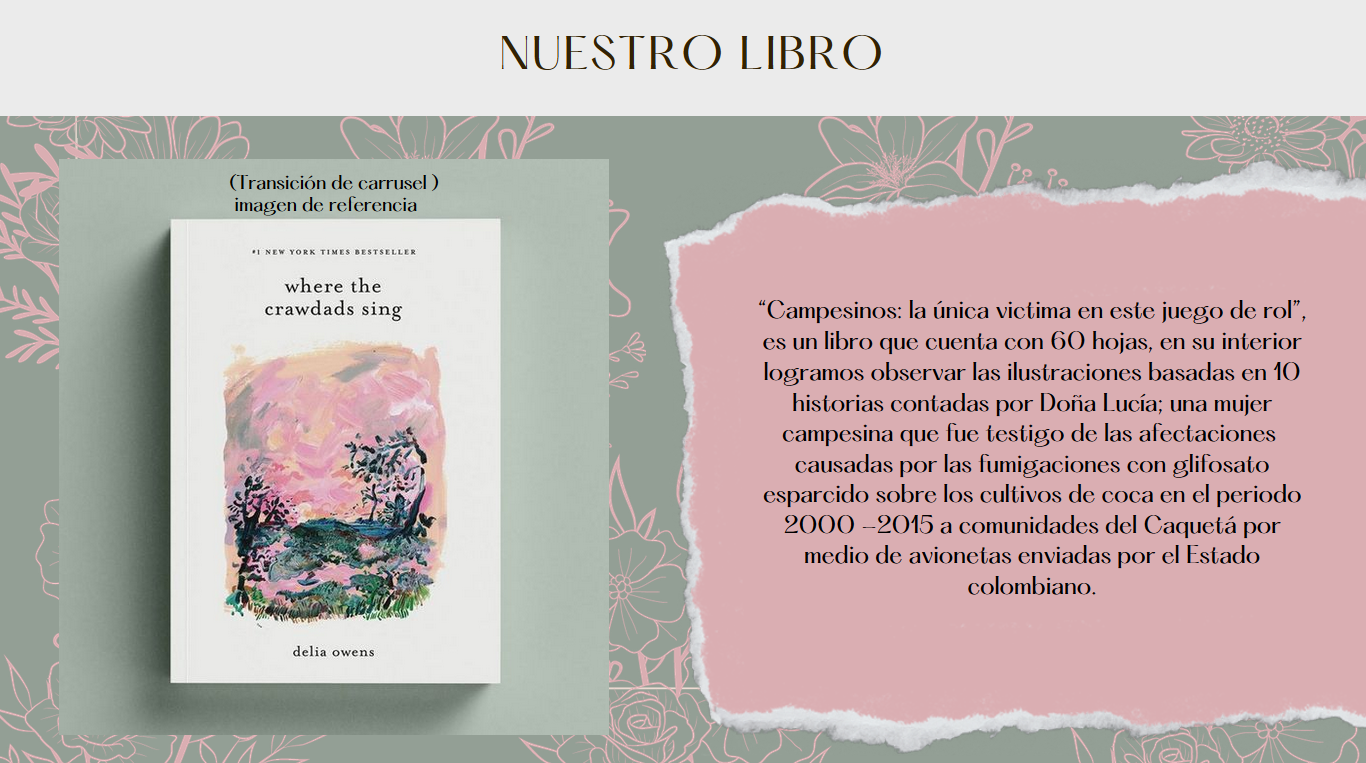 NUESTRO LIBRO
(Transición de carrusel )
imagen de referencia
#1 NEW YORK TIMES BESTSELLER
where the
crawdads sing
delia owens
“Campesinos: la única victima en este juego de rol”,
es un libro que cuenta con 60 hojas, en su interior
logramos observar las ilustraciones basadas en 10
historias contadas por Doña Lucía; una mujer
campesina que fue testigo de las afectaciones
causadas por las fumigaciones con glifosato
esparcido sobre los cultivos de coca en el periodo
2000 –2015 a comunidades del Caquetá por
medio de avionetas enviadas por el Estado
colombiano.